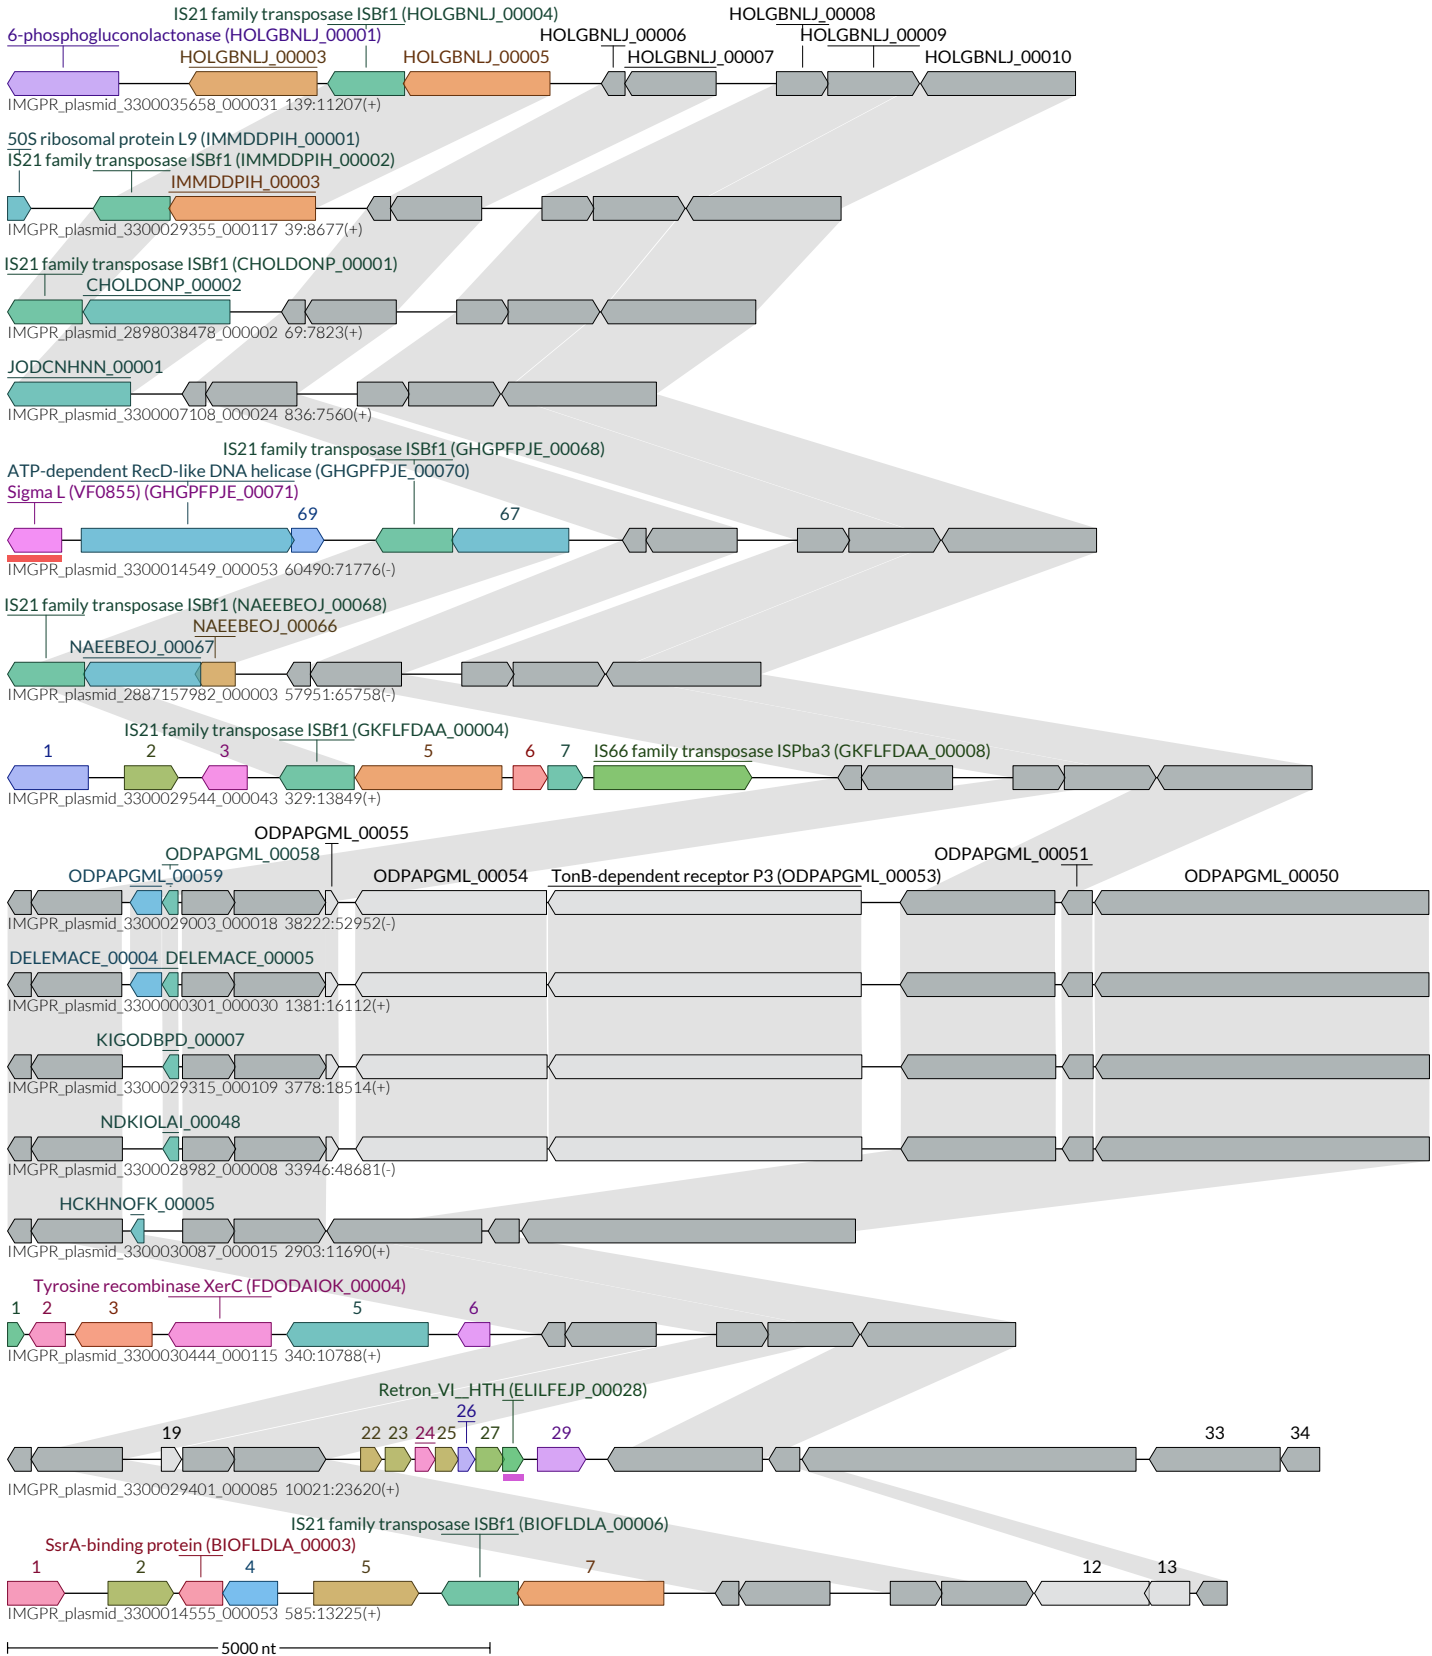 IS21 family transposase ISBf1 (HOLGBNLJ_00004)
HOLGBNLJ_00008
6-phosphogluconolactonase (HOLGBNLJ_00001)
HOLGBNLJ_00006
HOLGBNLJ_00009
HOLGBNLJ_00003
HOLGBNLJ_00005
HOLGBNLJ_00007
HOLGBNLJ_00010
IMGPR_plasmid_3300035658_000031 139:11207(+)
50S ribosomal protein L9 (IMMDDPIH_00001)
IS21 family transposase ISBf1 (IMMDDPIH_00002)
IMMDDPIH_00003
IMGPR_plasmid_3300029355_000117 39:8677(+)
IS21 family transposase ISBf1 (CHOLDONP_00001)
CHOLDONP_00002
IMGPR_plasmid_2898038478_000002 69:7823(+)
JODCNHNN_00001
IMGPR_plasmid_3300007108_000024 836:7560(+)
IS21 family transposase ISBf1 (GHGPFPJE_00068)
ATP-dependent RecD-like DNA helicase (GHGPFPJE_00070)
Sigma L (VF0855) (GHGPFPJE_00071)
69
67
IMGPR_plasmid_3300014549_000053 60490:71776(-)
IS21 family transposase ISBf1 (NAEEBEOJ_00068)
NAEEBEOJ_00066
NAEEBEOJ_00067
IMGPR_plasmid_2887157982_000003 57951:65758(-)
IS21 family transposase ISBf1 (GKFLFDAA_00004)
1
2
3
5
6
7
IS66 family transposase ISPba3 (GKFLFDAA_00008)
IMGPR_plasmid_3300029544_000043 329:13849(+)
ODPAPGML_00055
ODPAPGML_00058
ODPAPGML_00051
ODPAPGML_00059
ODPAPGML_00054
TonB-dependent receptor P3 (ODPAPGML_00053)
ODPAPGML_00050
IMGPR_plasmid_3300029003_000018 38222:52952(-)
DELEMACE_00004
DELEMACE_00005
IMGPR_plasmid_3300000301_000030 1381:16112(+)
KIGODBPD_00007
IMGPR_plasmid_3300029315_000109 3778:18514(+)
NDKIOLAI_00048
IMGPR_plasmid_3300028982_000008 33946:48681(-)
HCKHNOFK_00005
IMGPR_plasmid_3300030087_000015 2903:11690(+)
Tyrosine recombinase XerC (FDODAIOK_00004)
1
2
3
5
6
IMGPR_plasmid_3300030444_000115 340:10788(+)
Retron_VI__HTH (ELILFEJP_00028)
26
19
22
23
24
25
27
29
33
34
IMGPR_plasmid_3300029401_000085 10021:23620(+)
IS21 family transposase ISBf1 (BIOFLDLA_00006)
SsrA-binding protein (BIOFLDLA_00003)
1
2
4
5
7
12
13
IMGPR_plasmid_3300014555_000053 585:13225(+)
5000 nt